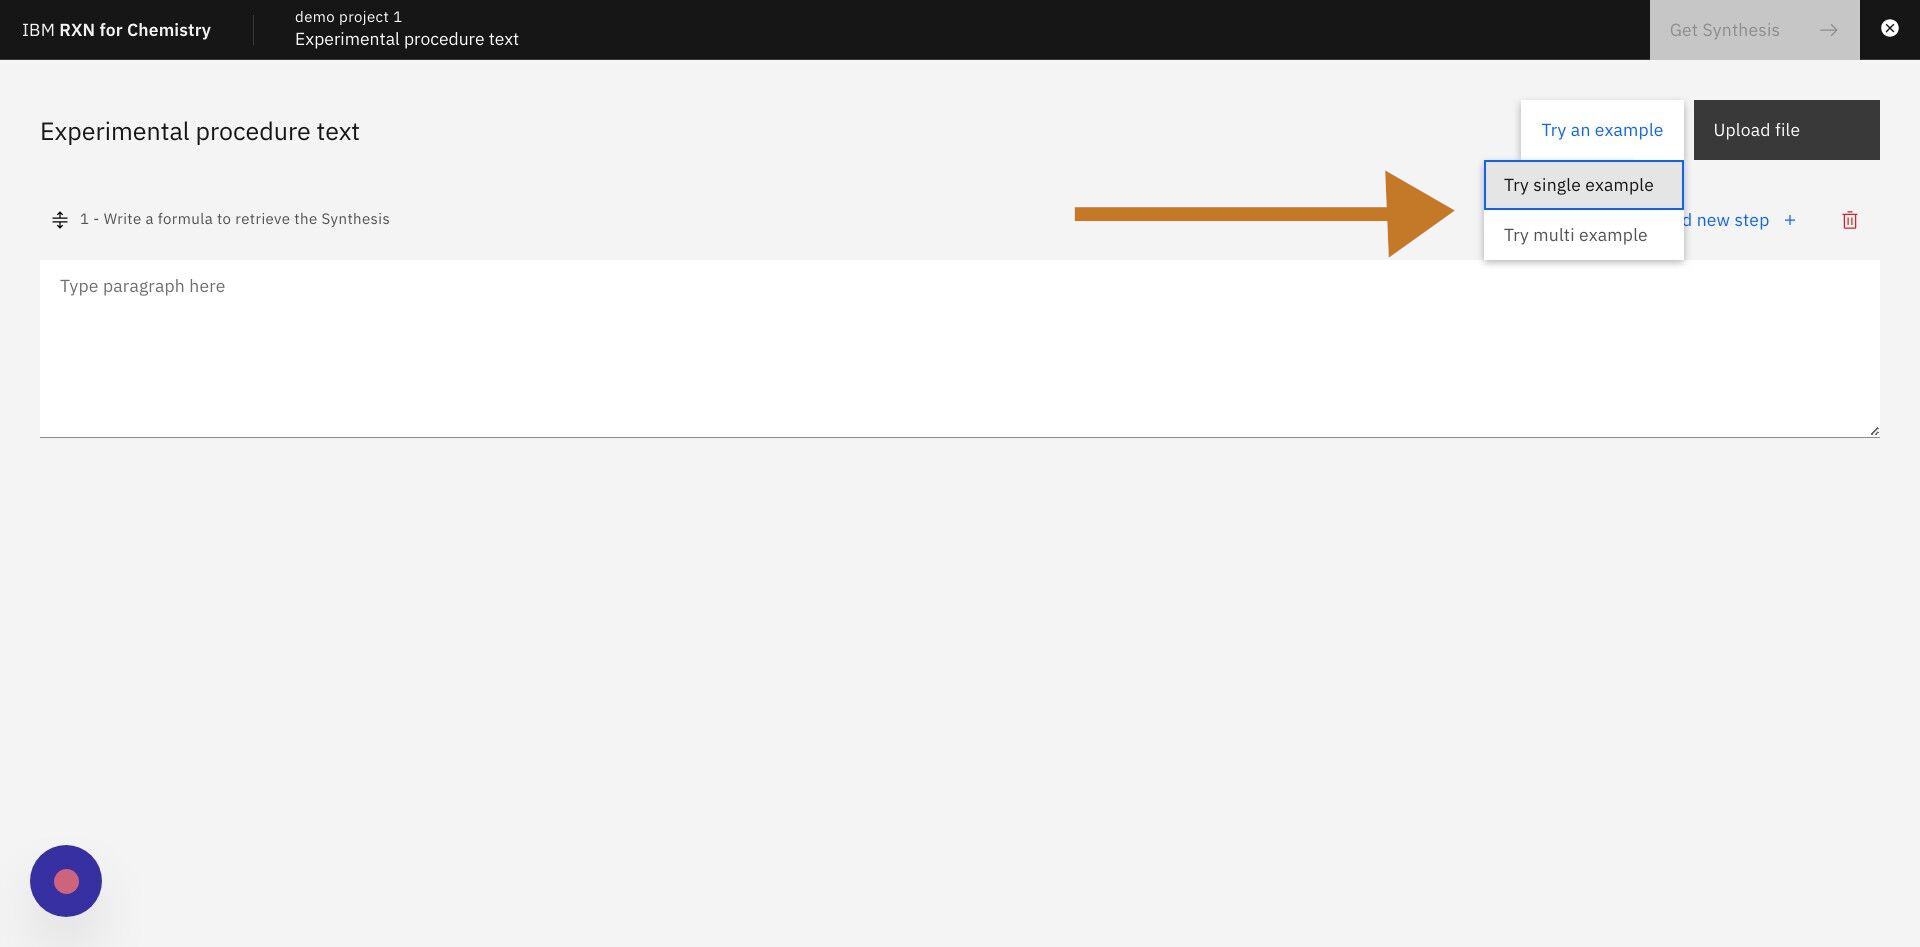 IBM RXN for Chemistry
demo project 1
Experimental procedure text
Get Synthesis
Experimental procedure text
Try an example
Upload file
Try single example
Try multi example
1 - Write a formula to retrieve the Synthesis
d new step
Type paragraph here